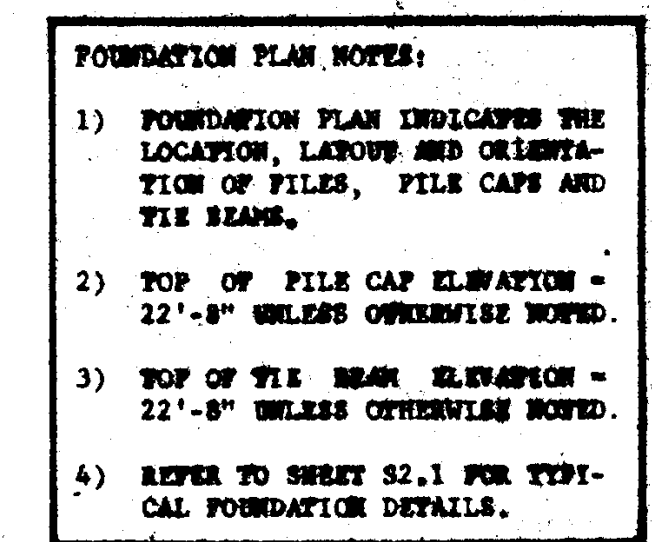 FOUNDATION PLAN NOTES:
1) FOUNDATION PLAN INDICATES THE
LOCATION, LAYOUT AND ORIENTA-
TION OF PILES, PILE CAPS AND
TIE BEAMS.
2) TOP OF PILE CAP ELEVATION =
22'-8" UNLESS OTHERWISE NOTED.
3) TOP OF TIE BEAM ELEVATION =
22'-8" UNLESS OTHERWISE NOTED.
4) REFER TO SHEET S2.1 FOR TYPI-
CAL FOUNDATION DETAILS.